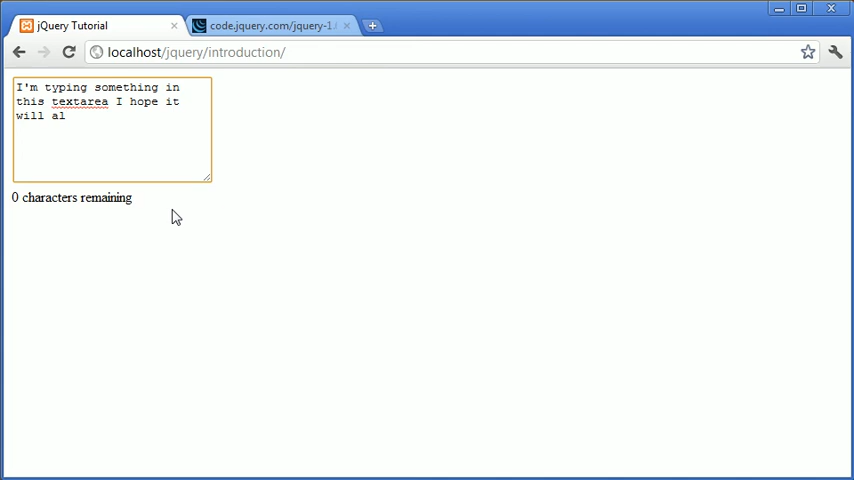 jQuery Tutorial
code.jquery.com/jquery-1.
localhost/jquery/introduction/
I'm typing something in
this textarea I hope it
will al
0 characters remaining